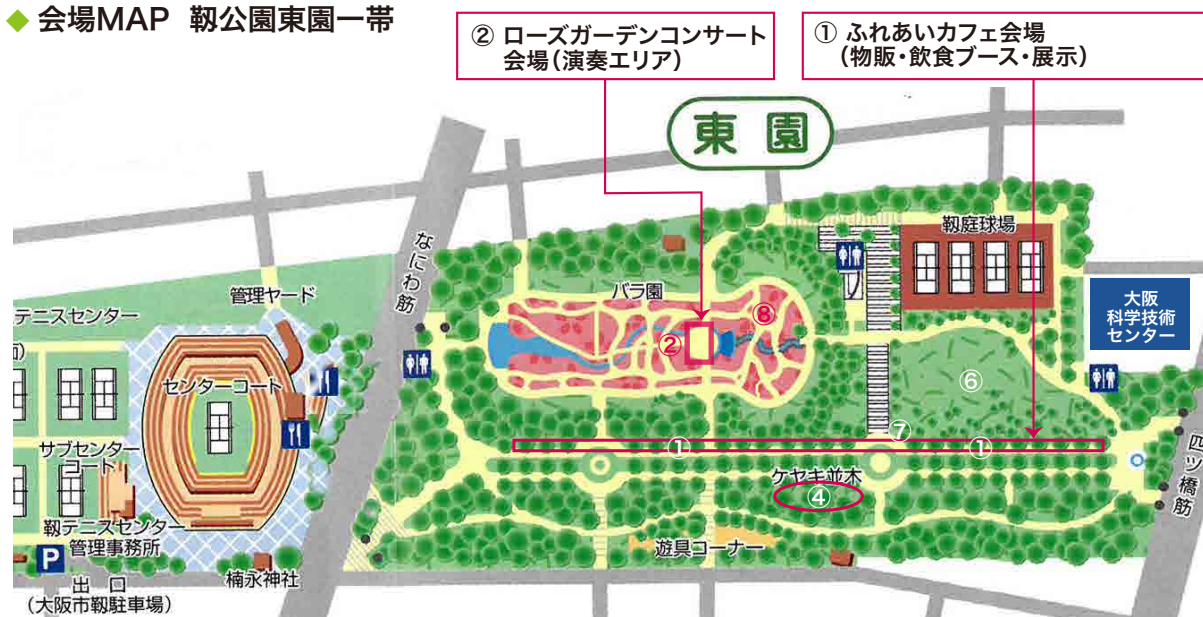 ◆ 会場MAP 靱公園東園一帯
② ローズガーデンコンサート
会場(演奏エリア)
① ふれあいカフェ会場
(物販・飲食ブース・展示)
東園
なにわ筋
管理ヤード
バラ園
靱庭球場
テニスセンター
大阪
科学技術
センター
②
⑧
センターコート
⑥
サブセンター
コート
①
⑦
①
四ツ橋筋
ケヤキ並木
④
靱テニスセンター
管理事務所
遊具コーナー
P
出口
(大阪市靱駐車場)
楠永神社